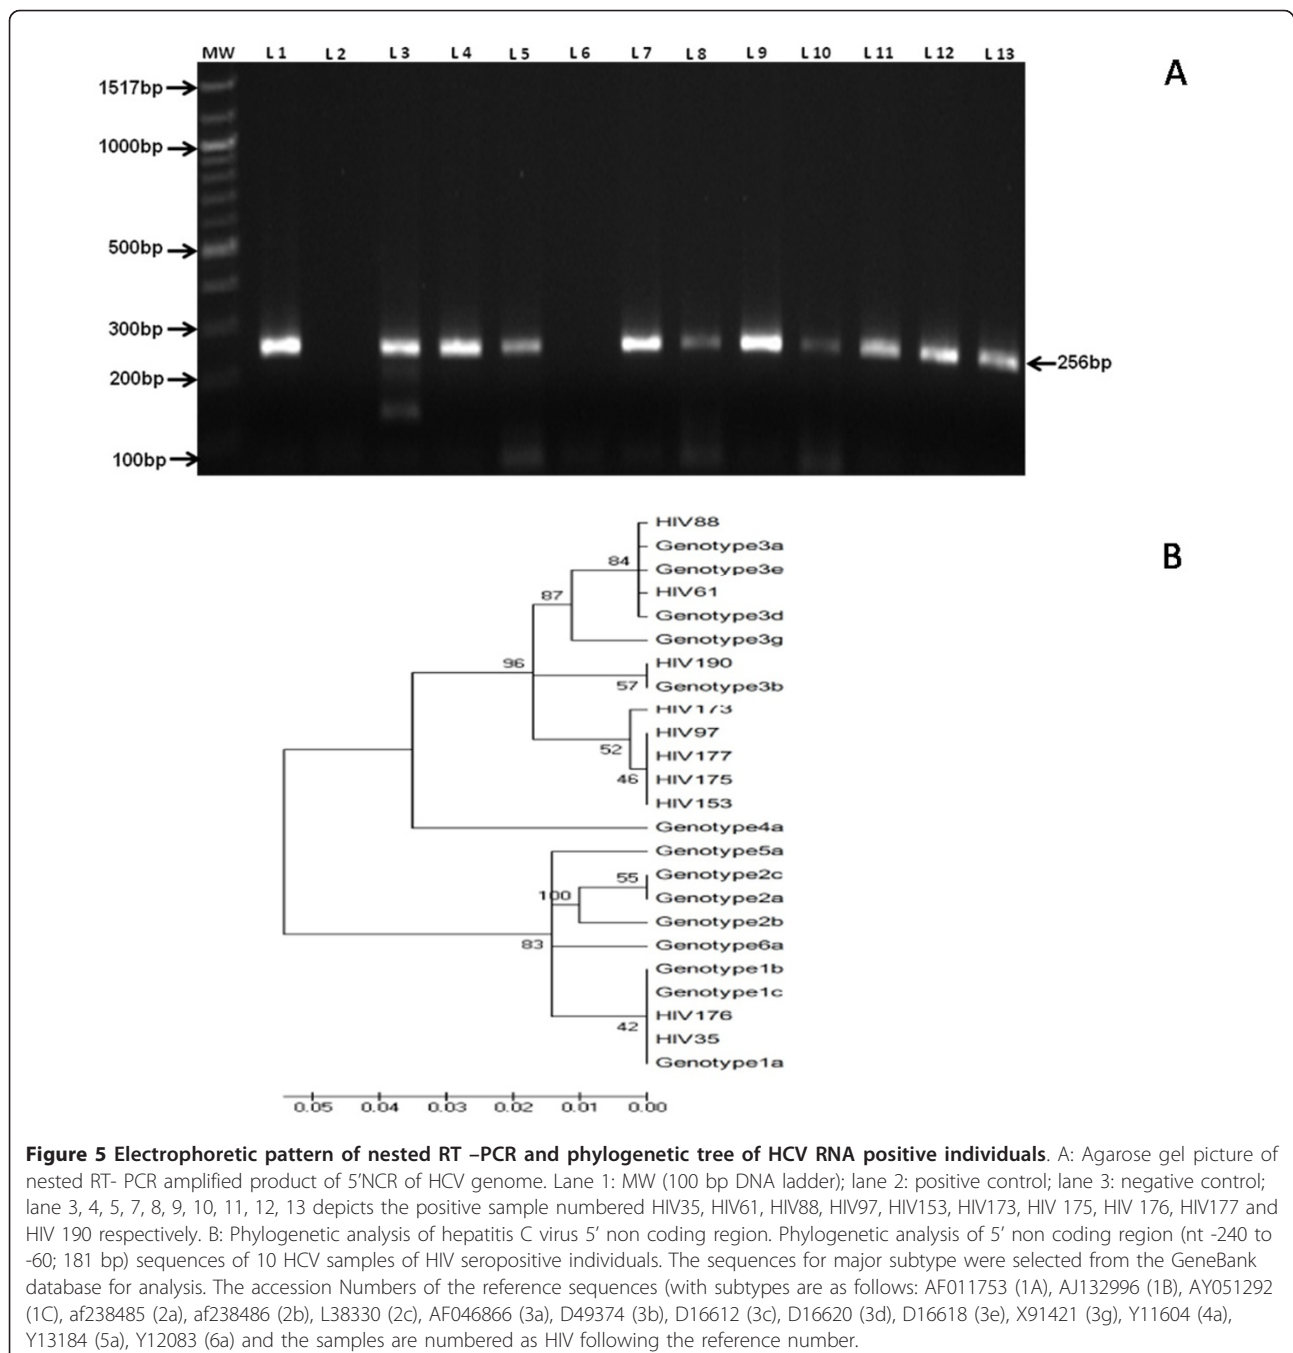 MW L 1 L 2 L 3 L 4 L 5 L 6 L 7 L 8 L 9 L 10 L 11 L 12 L 13
A
1517bp
1000bp
500bp
300bp
200bp
100bp
256bp
B
HIV88
Genotype3a
84
Genotype3e
HIV61
87
Genotype3d
Genotype3g
96
HIV190
57
Genotype3b
HIV173
HIV97
52
HIV177
46
HIV175
HIV153
Genotype4a
Genotype5a
55
Genotype2c
100
Genotype2a
Genotype2b
83
Genotype6a
Genotype1b
Genotype1c
42
HIV176
HIV35
Genotype1a
0.05 0.04 0.03 0.02 0.01 0.00
Figure 5 Electrophoretic pattern of nested RT –PCR and phylogenetic tree of HCV RNA positive individuals. A: Agarose gel picture of
nested RT- PCR amplified product of 5’NCR of HCV genome. Lane 1: MW (100 bp DNA ladder); lane 2: positive control; lane 3: negative control;
lane 3, 4, 5, 7, 8, 9, 10, 11, 12, 13 depicts the positive sample numbered HIV35, HIV61, HIV88, HIV97, HIV153, HIV173, HIV 175, HIV 176, HIV177 and
HIV 190 respectively. B: Phylogenetic analysis of hepatitis C virus 5’ non coding region. Phylogenetic analysis of 5’ non coding region (nt -240 to
-60; 181 bp) sequences of 10 HCV samples of HIV seropositive individuals. The sequences for major subtype were selected from the GeneBank
database for analysis. The accession Numbers of the reference sequences (with subtypes are as follows: AF011753 (1A), AJ132996 (1B), AY051292
(1C), af238485 (2a), af238486 (2b), L38330 (2c), AF046866 (3a), D49374 (3b), D16612 (3c), D16620 (3d), D16618 (3e), X91421 (3g), Y11604 (4a),
Y13184 (5a), Y12083 (6a) and the samples are numbered as HIV following the reference number.